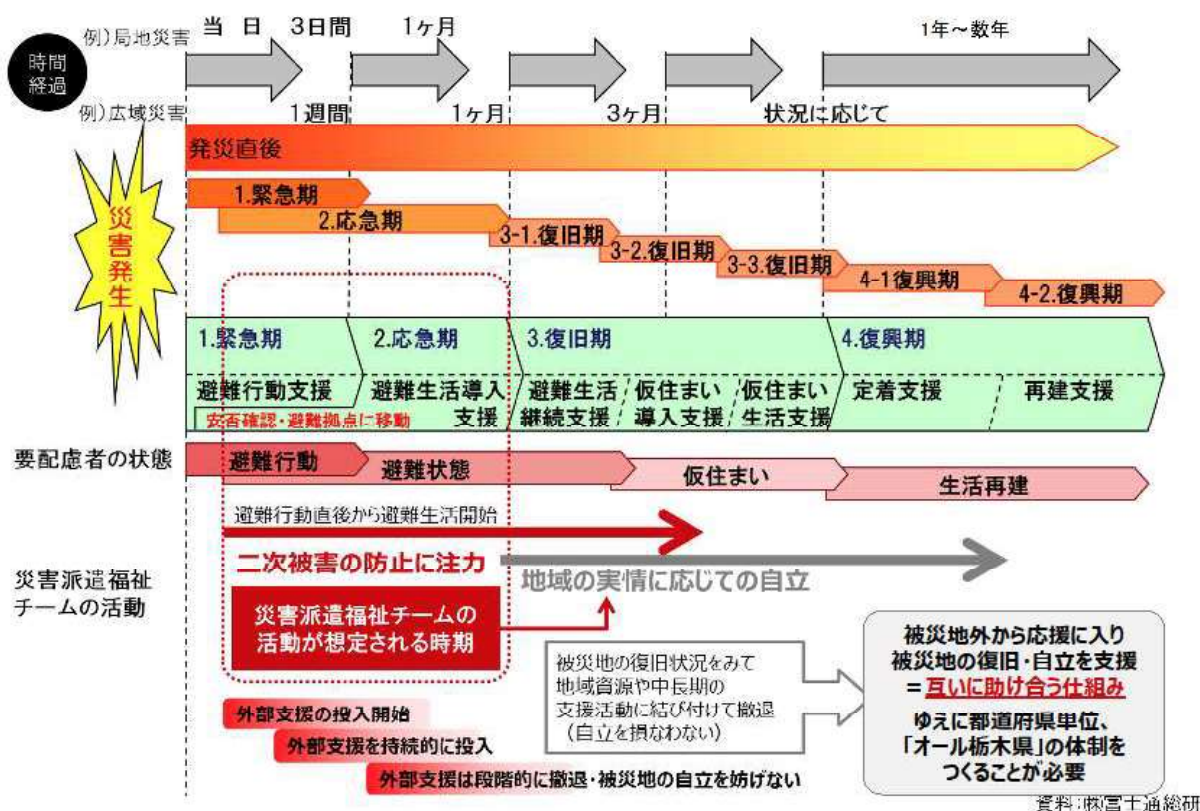 例）局地災害
当 日
3日間
1ヶ月
1年～数年
時間
経過
例）広域災害
1週間
1ヶ月
3ヶ月
状況に応じて
発災直後
災害発生
1.緊急期
2.応急期
3-1.復旧期
3-2.復旧期
3-3.復旧期
4-1復興期
4-2.復興期
1.緊急期
2.応急期
3.復旧期
4.復興期
避難行動支援
安否確認・避難拠点に移動
避難生活導入
支援
避難生活
継続支援
仮住まい
導入支援
仮住まい
生活支援
定着支援
再建支援
要配慮者の状態
避難行動
避難状態
仮住まい
生活再建
避難行動直後から避難生活開始
二次被害の防止に注力
地域の実情に応じての自立
災害派遣福祉
チームの活動
災害派遣福祉チームの
活動が想定される時期
被災地の復旧状況をみて
地域資源や中長期の
支援活動に結び付けて撤退
（自立を損なわない）
被災地外から応援に入り
被災地の復旧・自立を支援
＝互いに助け合う仕組み
ゆえに都道府県単位、
「オール栃木県」の体制を
つくることが必要
外部支援の投入開始
外部支援を持続的に投入
外部支援は段階的に撤退・被災地の自立を妨げない
資料：㈱富士通総研